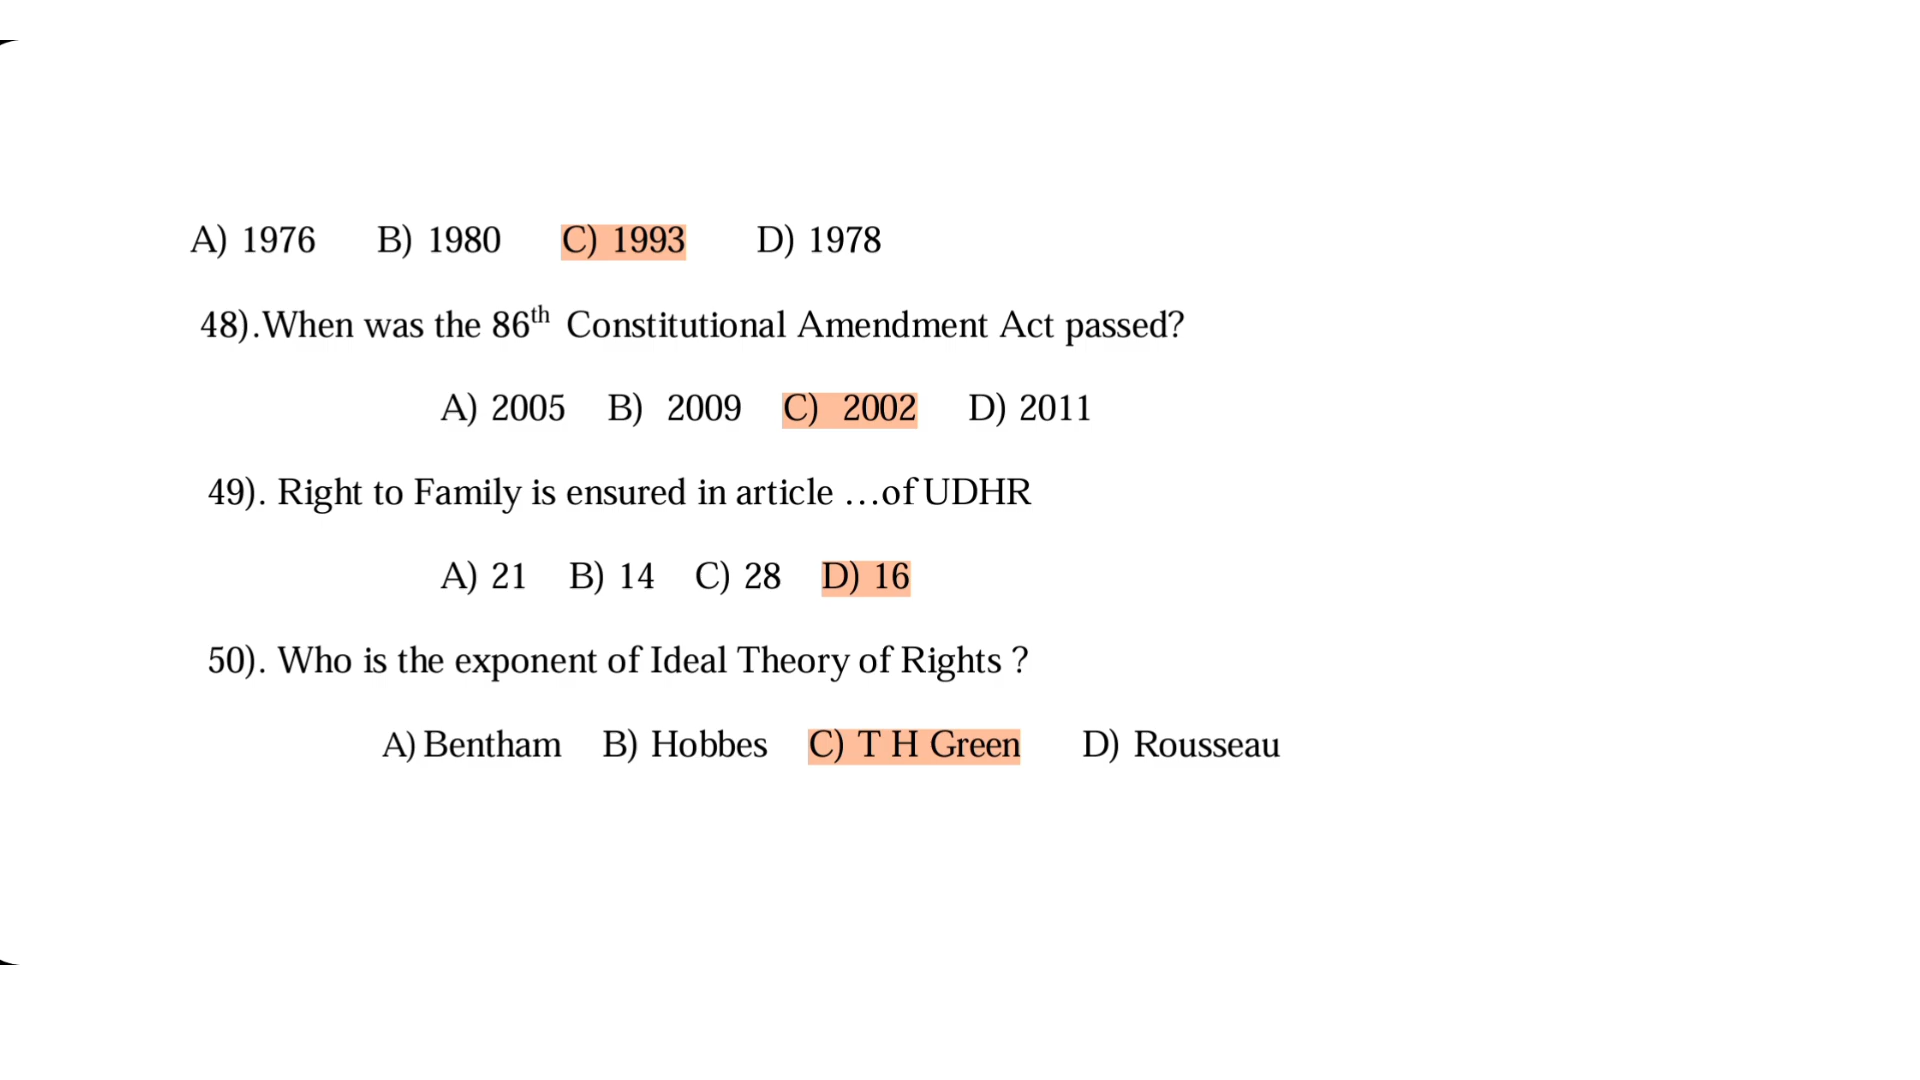 A) 1976 B) 1980 C) 1993 D) 1978
48).When was the 86th Constitutional Amendment Act passed?
A) 2005 B) 2009 C) 2002 D) 2011
49). Right to Family is ensured in article …of UDHR
A) 21 B) 14 C) 28 D) 16
50). Who is the exponent of Ideal Theory of Rights ?
A) Bentham B) Hobbes C) T H Green D) Rousseau